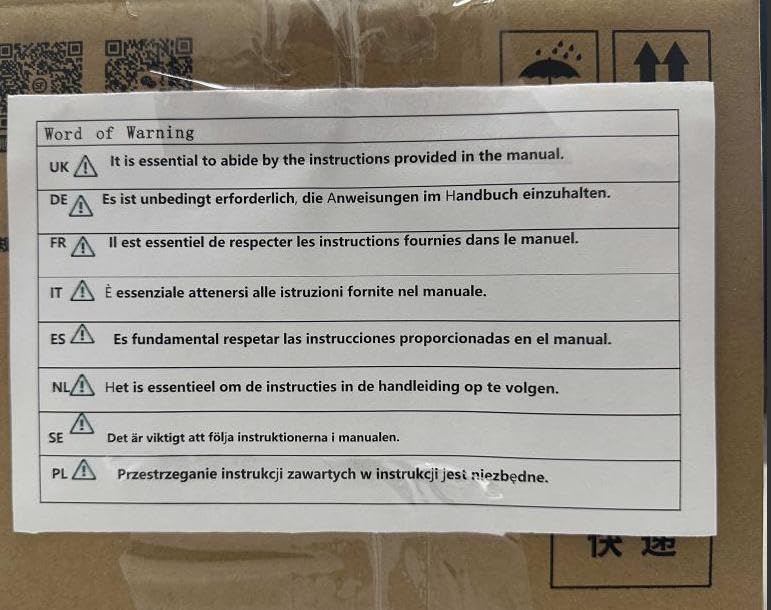 Word of Warning
UK It is essential to abide by the instructions provided in the manual.
DE Es ist unbedingt erforderlich, die Anweisungen im Handbuch einzuhalten.
FR Il est essentiel de respecter les instructions fournies dans le manuel.
IT È essenziale attenersi alle istruzioni fornite nel manuale.
ES Es fundamental respetar las instrucciones proporcionadas en el manual.
NL Het is essentieel om de instructies in de handleiding op te volgen.
SE Det är viktigt att följa instruktionerna i manualen.
PL Przestrzeganie instrukcji zawartych w instrukcji jest niezbędne.
快 递